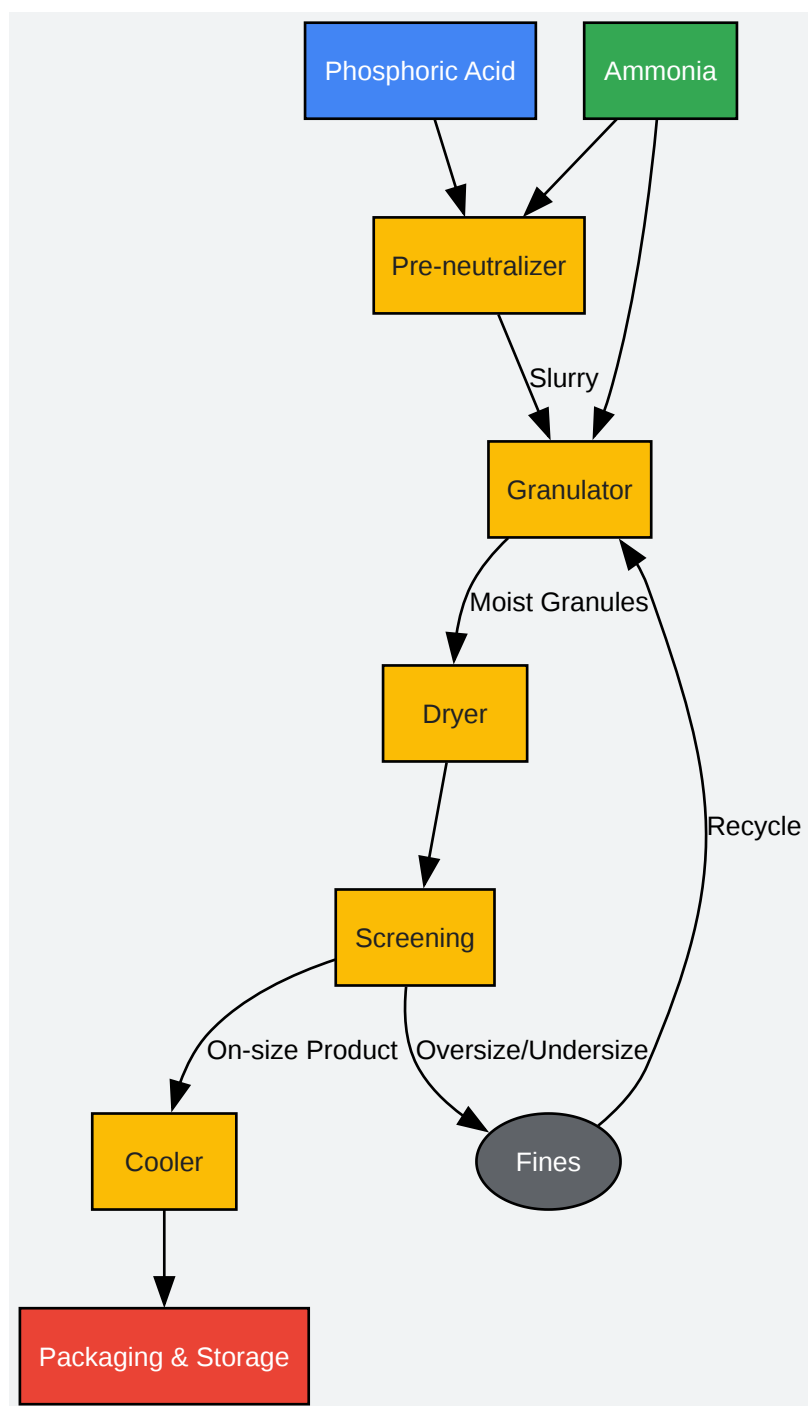 Phosphoric Acid
Ammonia
Pre-neutralizer
Slurry
Granulator
Moist Granules
Dryer
Recycle
Screening
On-size Product
Oversize/Undersize
Cooler
Fines
Packaging & Storage